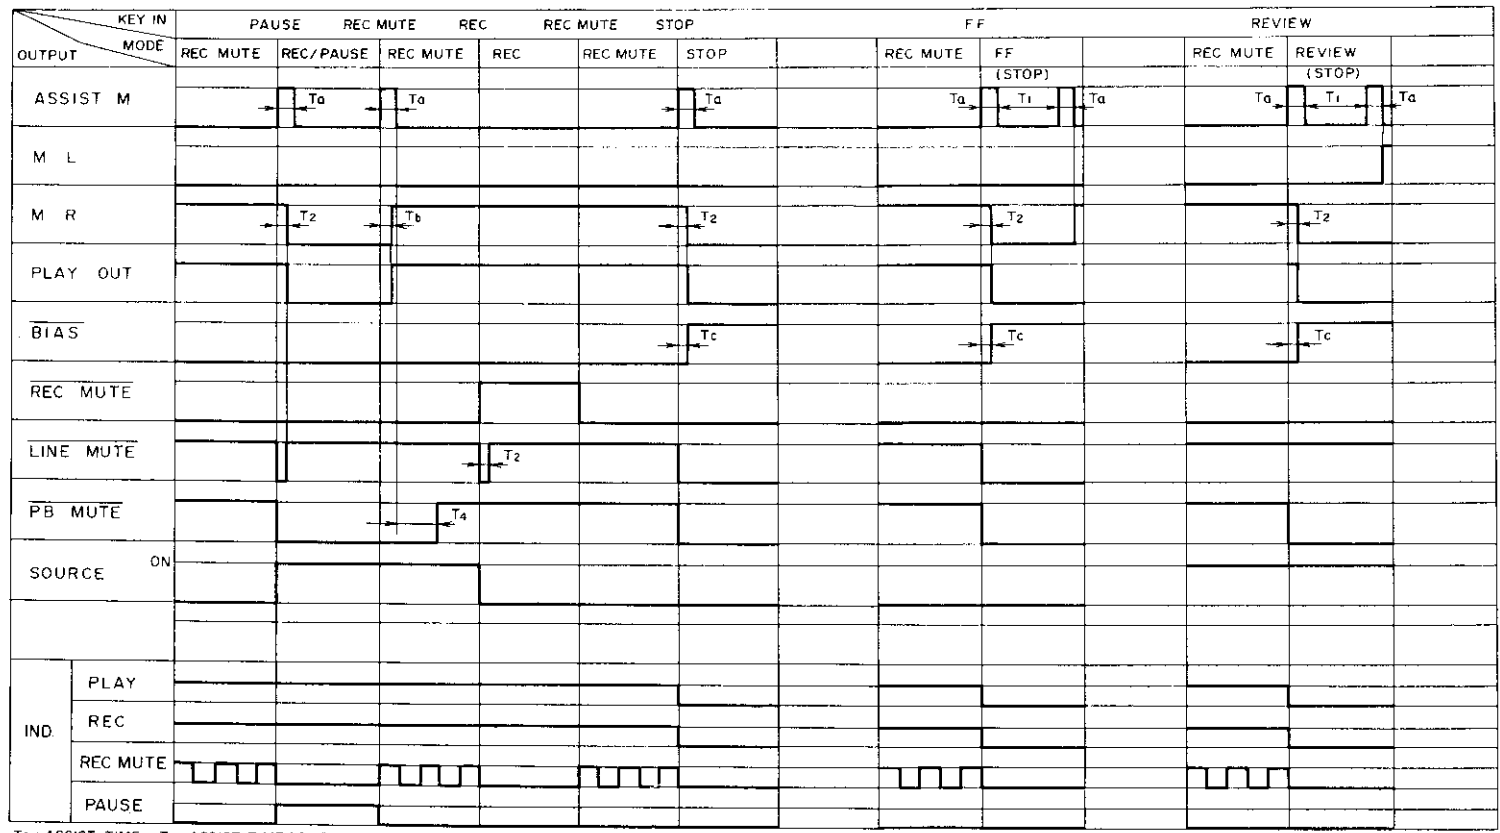 KEY IN
PAUSE REC MUTE REC REC MUTE STOP FF REVIEW
OUTPUT MODE
REC MUTE REC/PAUSE REC MUTE REC REC MUTE STOP REC MUTE FF REC MUTE REVIEW
(STOP) (STOP)
ASSIST M Ta Ta Ta Ta T1 Ta Ta T1 Ta
M L
M R T2 Tb T2 T2 T2
PLAY OUT
BIAS Tc Tc Tc
REC MUTE
LINE MUTE T2
PB MUTE T4
SOURCE ON
IND.
PLAY
REC
REC MUTE
PAUSE